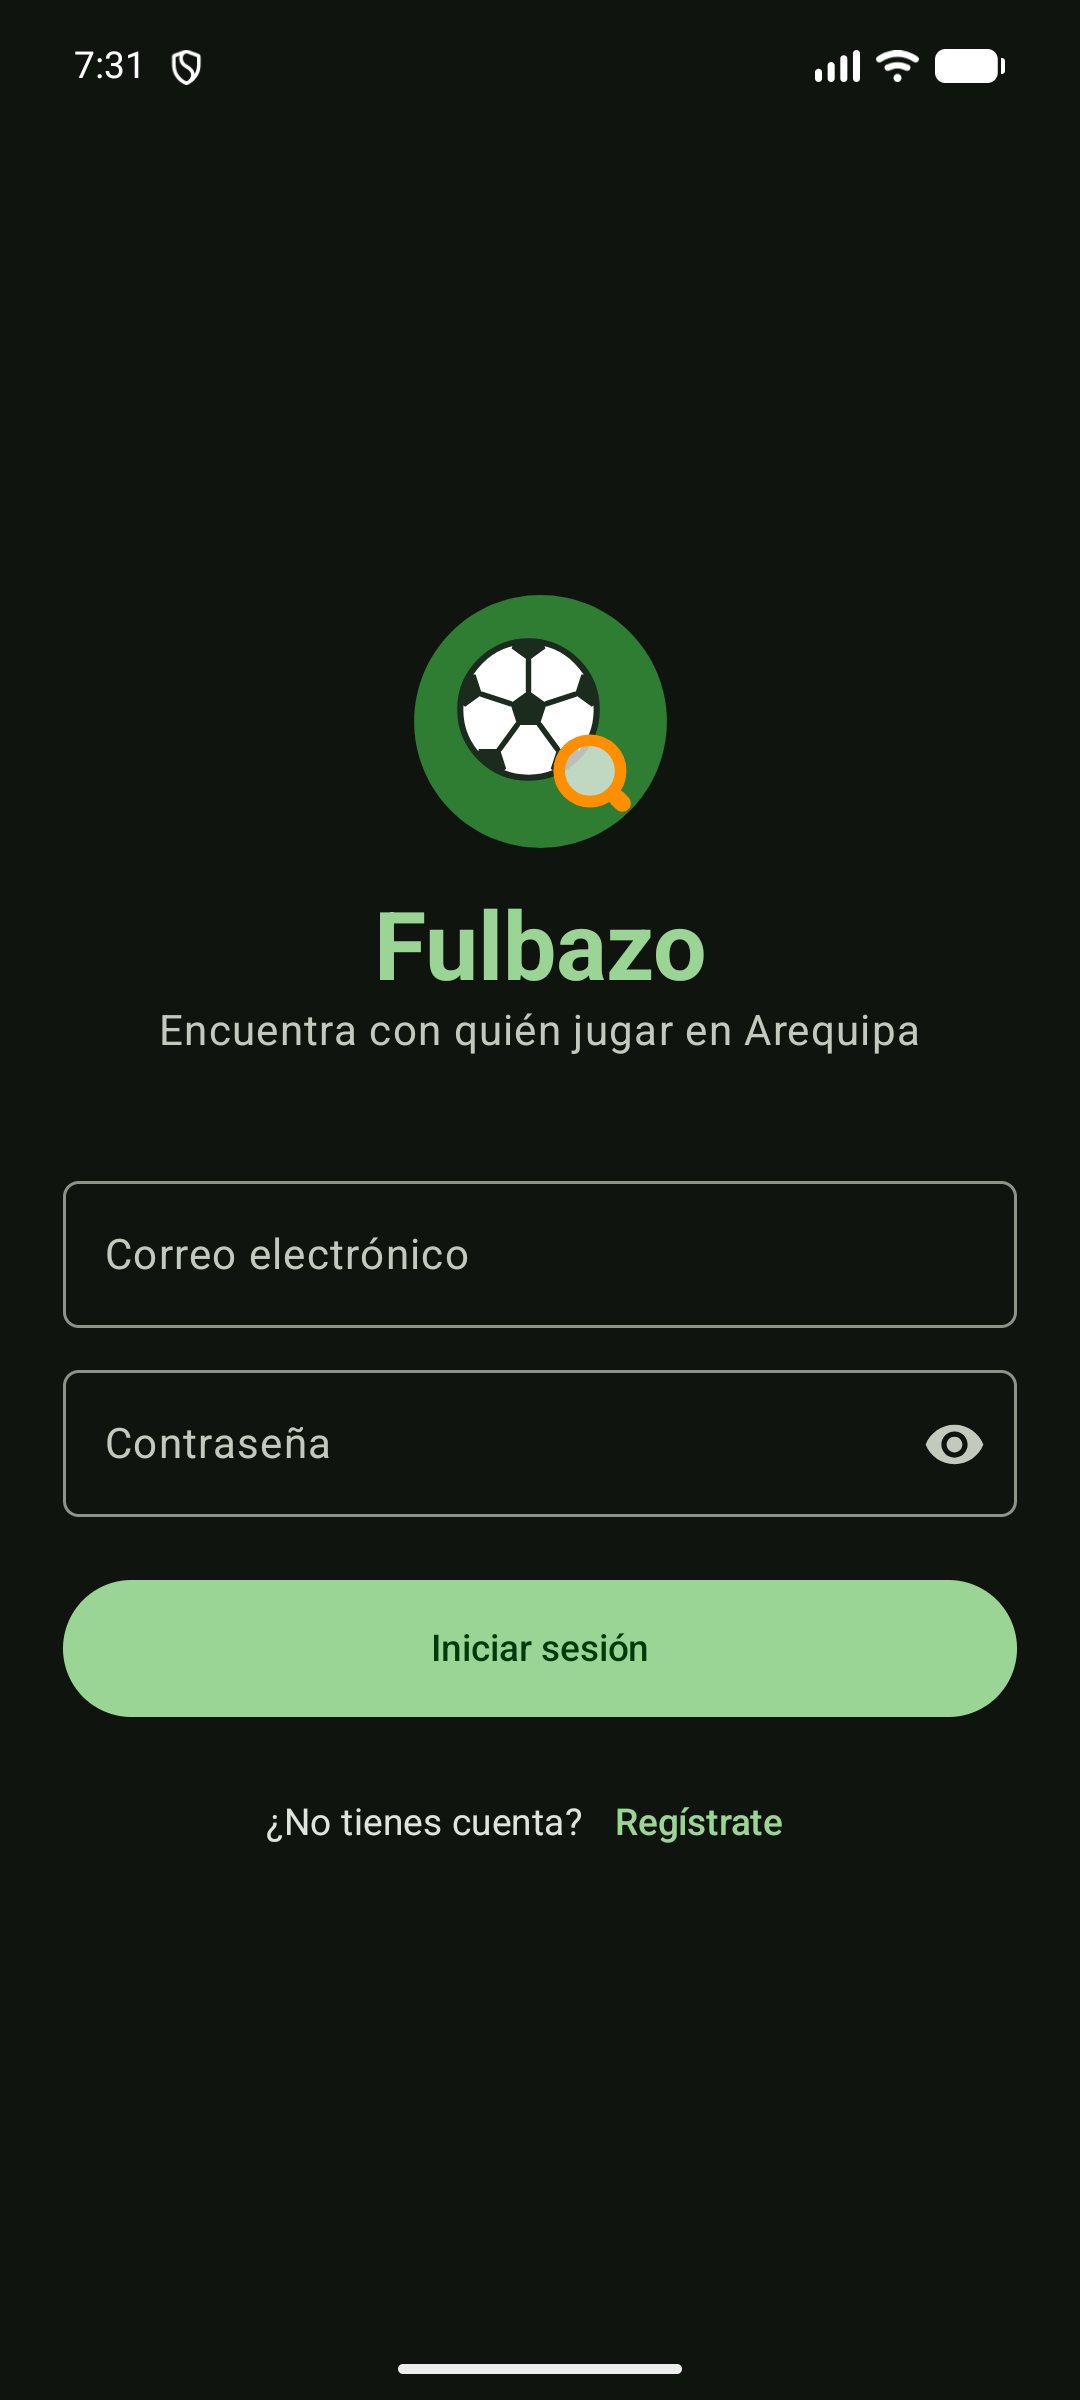 7:31
Fulbazo
Encuentra con quién jugar en Arequipa
Correo electrónico
Contraseña
Iniciar sesión
¿No tienes cuenta? Regístrate